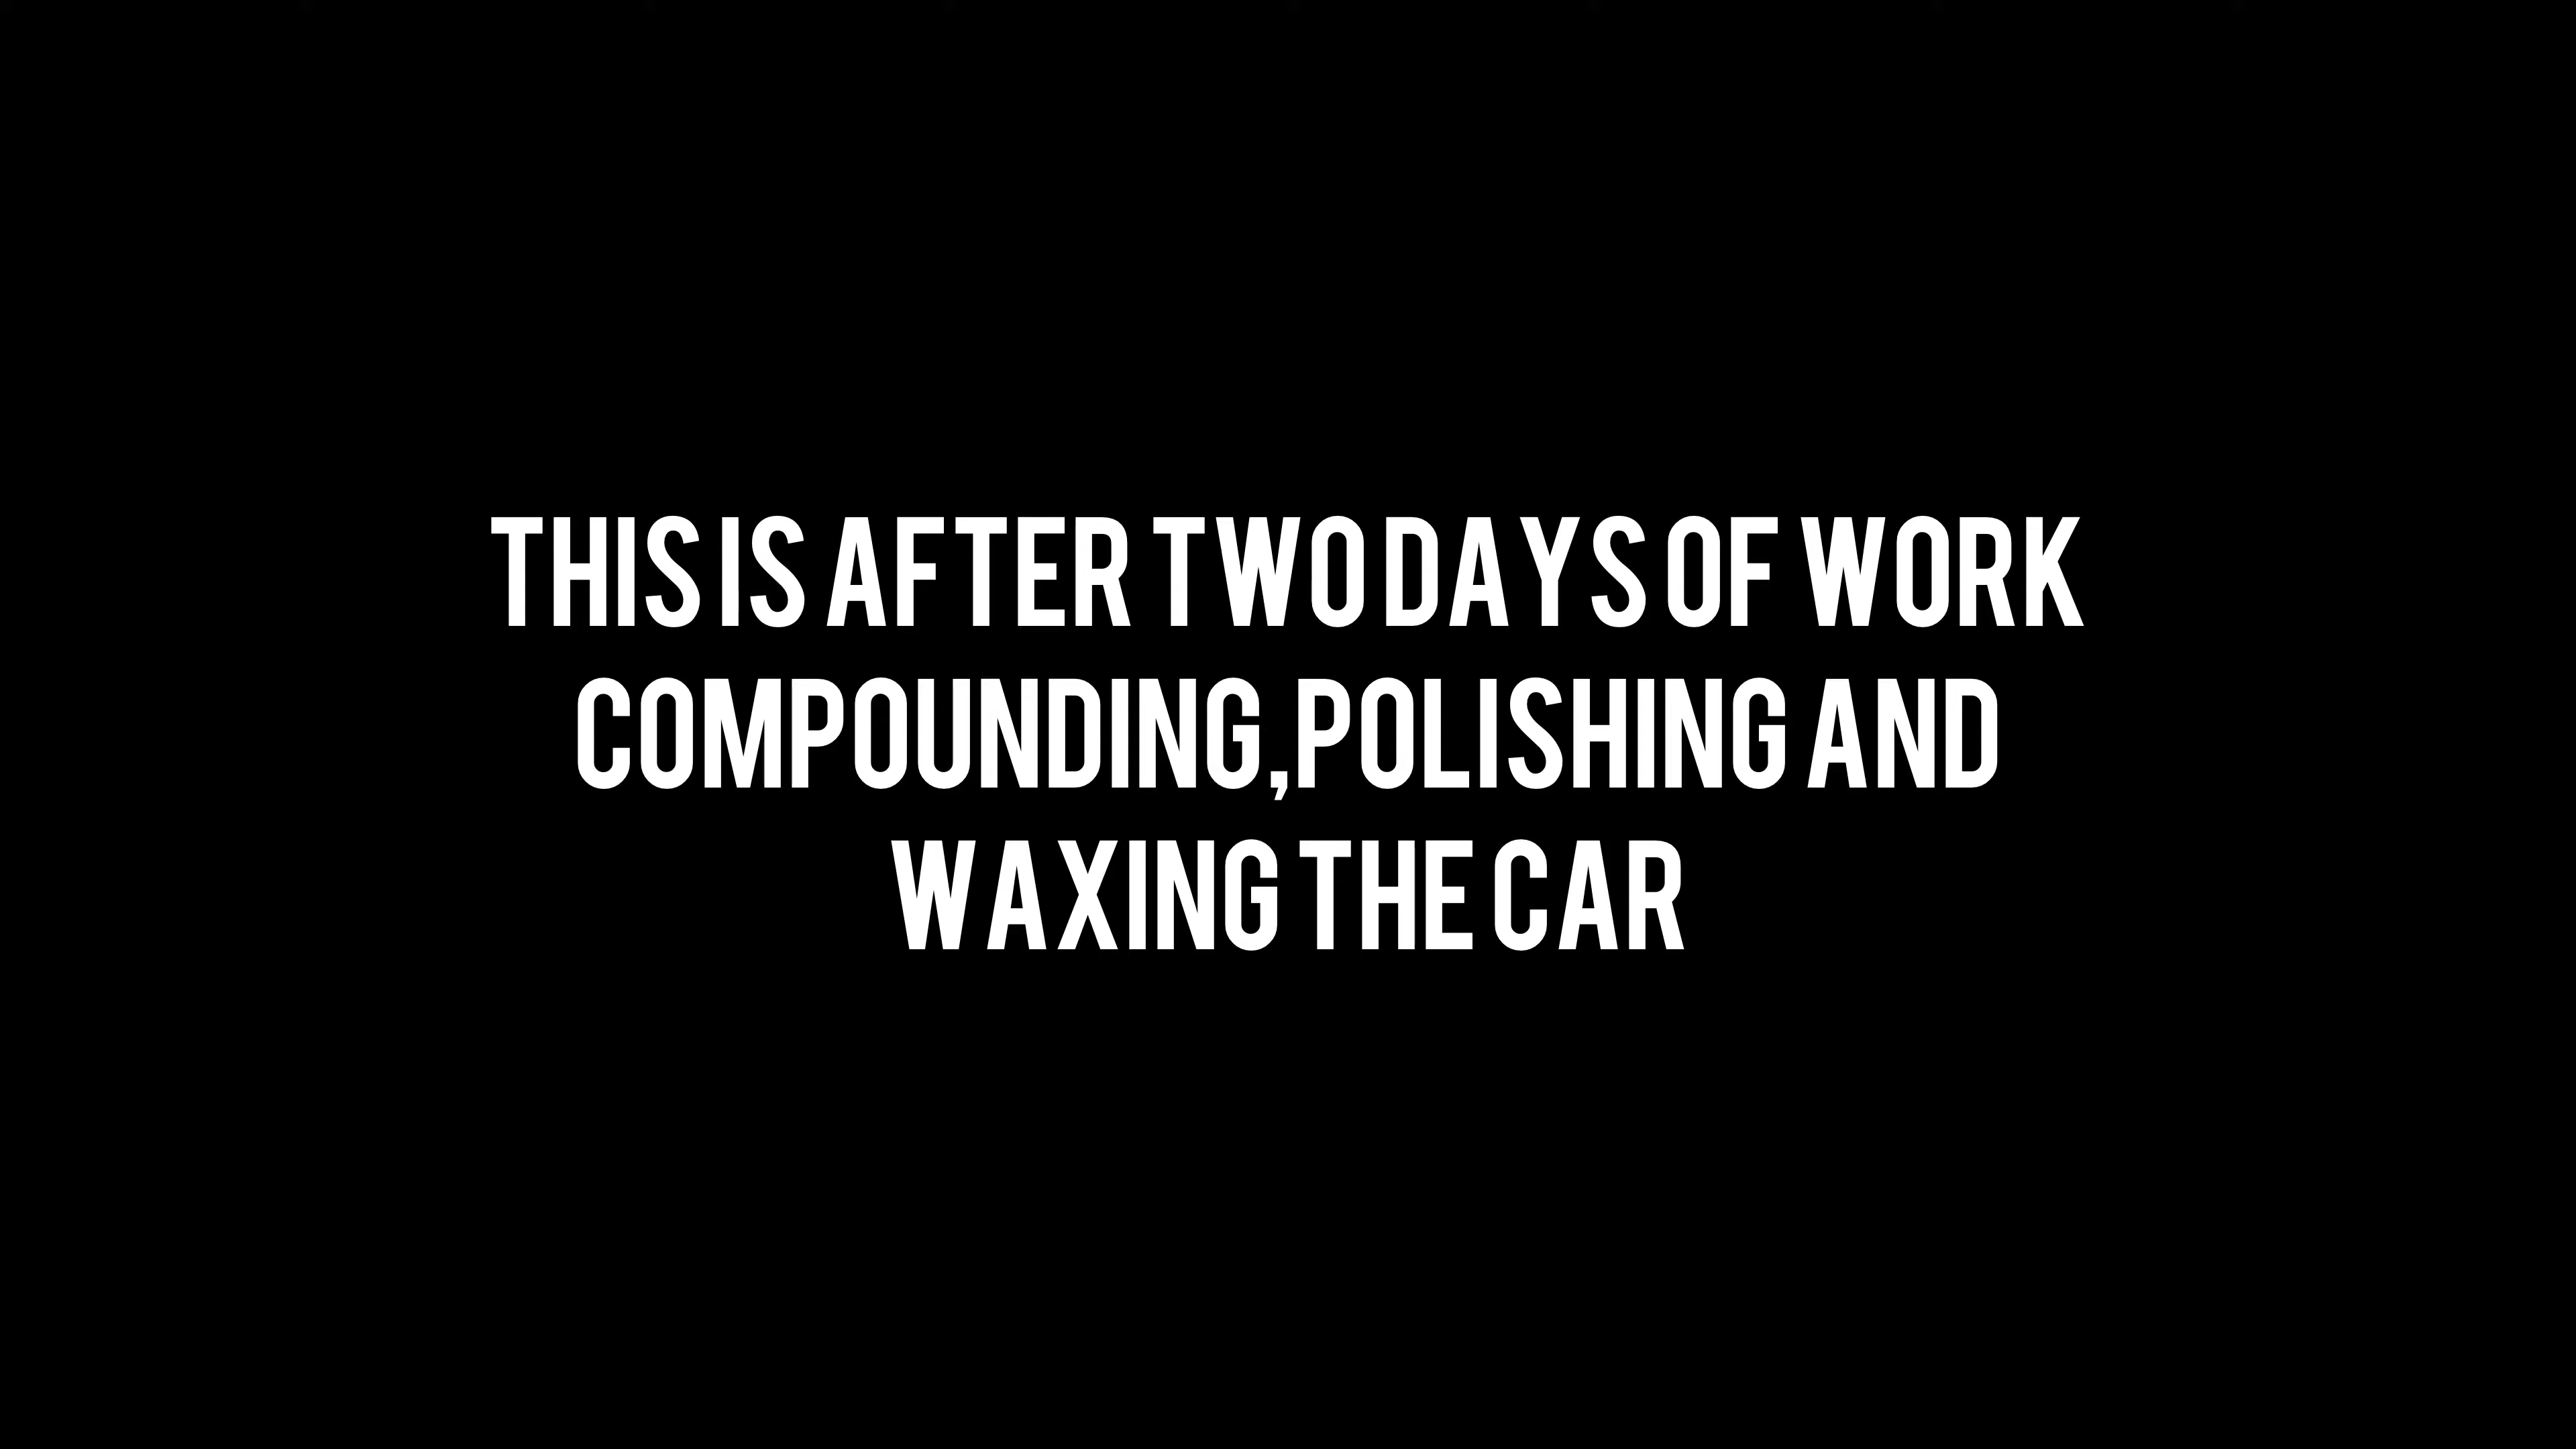 THIS IS AFTER TWO DAYS OF WORK
COMPOUNDING,POLISHING AND
WAXING THE CAR